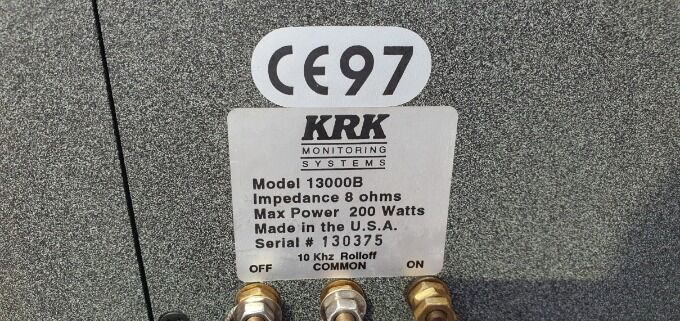 CE97
KRK
MONITORING
SYSTEMS
Model 13000B
Impedance 8 ohms
Max Power 200 Watts
Made in the U.S.A.
Serial # 130375
10 Khz Rolloff
OFF COMMON ON